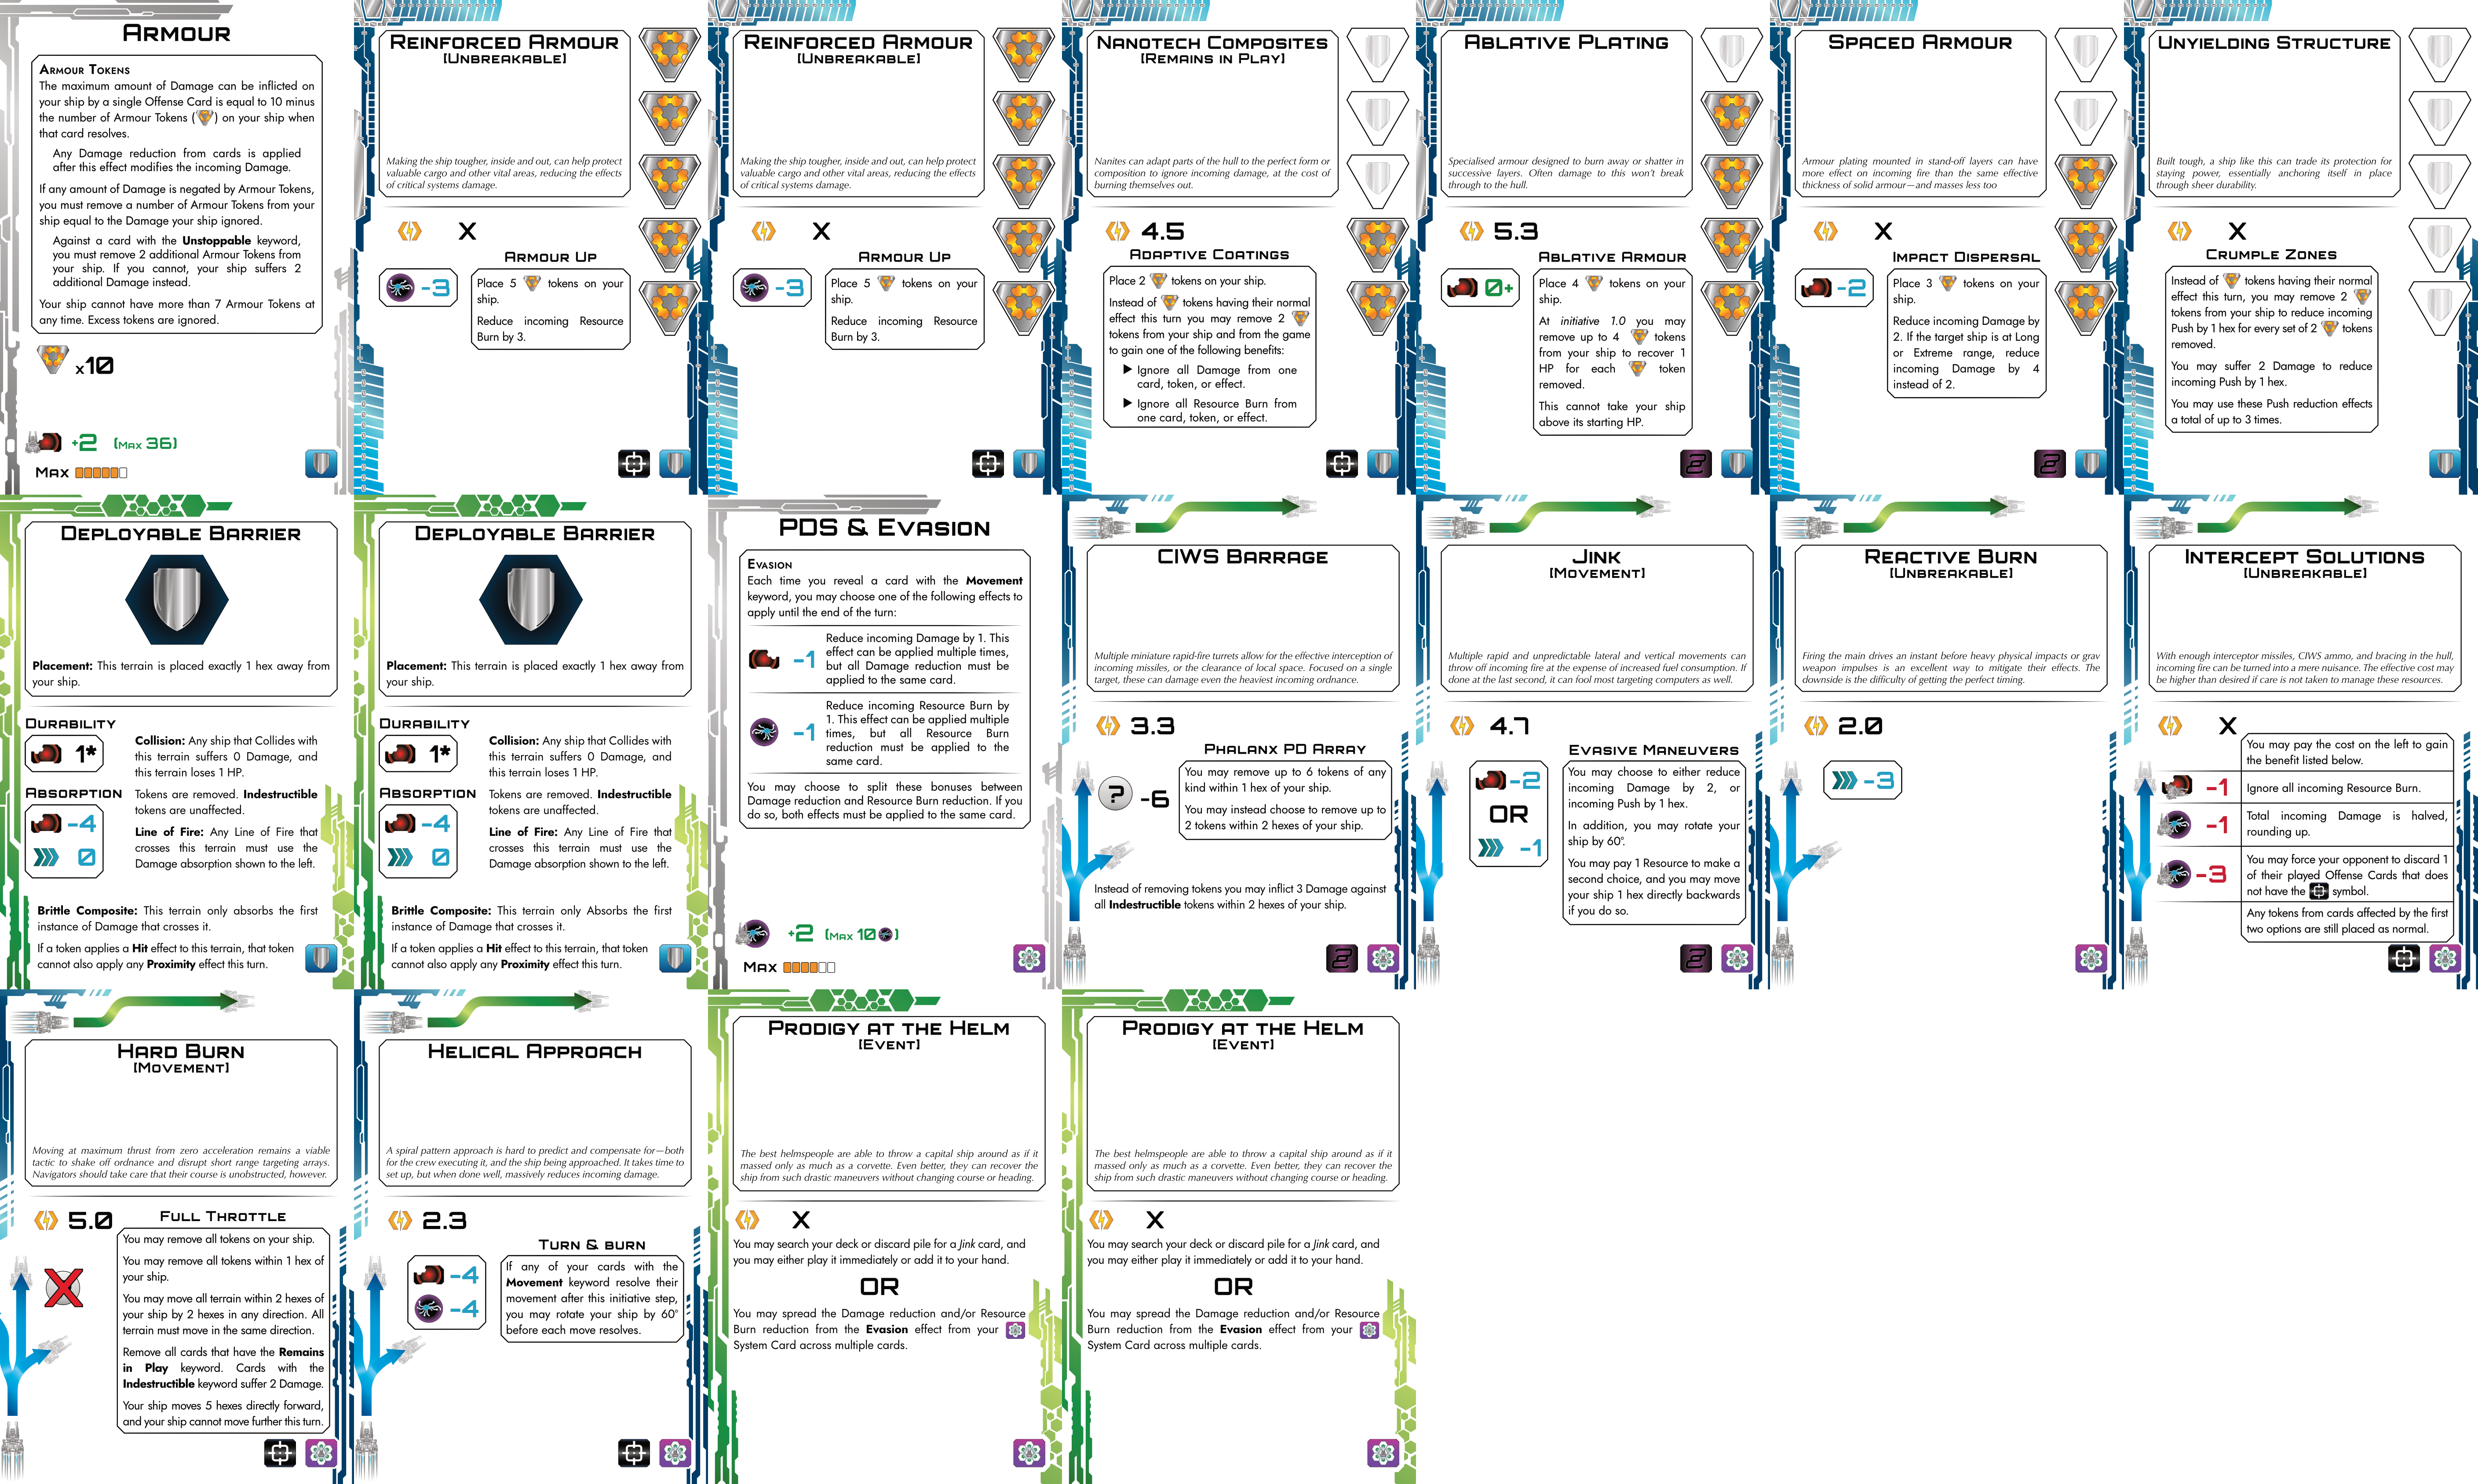 Armour
Armour Tokens
The maximum amount of Damage can be inflicted on
your ship by a single Offense Card is equal to 10 minus
the number of Armour Tokens ( ) on your ship when
that card resolves.
Any Damage reduction from cards is applied
after this effect modifies the incoming Damage.
If any amount of Damage is negated by Armour Tokens,
you must remove a number of Armour Tokens from your
ship equal to the Damage your ship ignored.
Against a card with the Unstoppable keyword,
you must remove 2 additional Armour Tokens from
your ship. If you cannot, your ship suffers 2
additional Damage instead.
Your ship cannot have more than 7 Armour Tokens at
any time. Excess tokens are ignored.
x10
+2 (Max 36)
Max
Reinforced Armour
[Unbreakable]
Making the ship tougher, inside and out, can help protect
valuable cargo and other vital areas, reducing the effects
of critical systems damage.
X
Armour Up
-3
Place 5 tokens on your
ship.
Reduce incoming Resource
Burn by 3.
Reinforced Armour
[Unbreakable]
Making the ship tougher, inside and out, can help protect
valuable cargo and other vital areas, reducing the effects
of critical systems damage.
X
Armour Up
-3
Place 5 tokens on your
ship.
Reduce incoming Resource
Burn by 3.
Nanotech Composites
[Remains in Play]
Nanites can adapt parts of the hull to the perfect form or
composition to ignore incoming damage, at the cost of
burning themselves out.
4.5
Adaptive Coatings
Place 2 tokens on your ship.
Instead of tokens having their normal
effect this turn you may remove 2
tokens from your ship and from the game
to gain one of the following benefits:
▶ Ignore all Damage from one
card, token, or effect.
▶ Ignore all Resource Burn from
one card, token, or effect.
Ablative Plating
Specialised armour designed to burn away or shatter in
successive layers. Often damage to this won't break
through to the hull.
5.3
Ablative Armour
0+
Place 4 tokens on your
ship.
At initiative 1.0 you may
remove up to 4 tokens
from your ship to recover 1
HP for each token
removed.
This cannot take your ship
above its starting HP.
2
Spaced Armour
Armour plating mounted in stand-off layers can have
more effect on incoming fire than the same effective
thickness of solid armour—and masses less too
X
Impact Dispersal
-2
Place 3 tokens on your
ship.
Reduce incoming Damage by
2. If the target ship is at Long
or Extreme range, reduce
incoming Damage by 4
instead of 2.
2
Unyielding Structure
Built tough, a ship like this can trade its protection for
staying power, essentially anchoring itself in place
through sheer durability.
X
Crumple Zones
Instead of tokens having their normal
effect this turn, you may remove 2
tokens from your ship to reduce incoming
Push by 1 hex for every set of 2 tokens
removed.
You may suffer 2 Damage to reduce
incoming Push by 1 hex.
You may use these Push reduction effects
a total of up to 3 times.
Deployable Barrier
Placement: This terrain is placed exactly 1 hex away from
your ship.
Durability
1*
Absorption
-4
0
Collision: Any ship that Collides with
this terrain suffers 0 Damage, and
this terrain loses 1 HP.
Tokens are removed. Indestructible
tokens are unaffected.
Line of Fire: Any Line of Fire that
crosses this terrain must use the
Damage absorption shown to the left.
Brittle Composite: This terrain only absorbs the first
instance of Damage that crosses it.
If a token applies a Hit effect to this terrain, that token
cannot also apply any Proximity effect this turn.
Deployable Barrier
Placement: This terrain is placed exactly 1 hex away from
your ship.
Durability
1*
Absorption
-4
0
Collision: Any ship that Collides with
this terrain suffers 0 Damage, and
this terrain loses 1 HP.
Tokens are removed. Indestructible
tokens are unaffected.
Line of Fire: Any Line of Fire that
crosses this terrain must use the
Damage absorption shown to the left.
Brittle Composite: This terrain only Absorbs the first
instance of Damage that crosses it.
If a token applies a Hit effect to this terrain, that token
cannot also apply any Proximity effect this turn.
PDS & Evasion
Evasion
Each time you reveal a card with the Movement
keyword, you may choose one of the following effects to
apply until the end of the turn:
-1
Reduce incoming Damage by 1. This
effect can be applied multiple times,
but all Damage reduction must be
applied to the same card.
-1
Reduce incoming Resource Burn by
1. This effect can be applied multiple
times, but all Resource Burn
reduction must be applied to the
same card.
You may choose to split these bonuses between
Damage reduction and Resource Burn reduction. If you
do so, both effects must be applied to the same card.
+2 (Max 10 )
Max
CIWS Barrage
Multiple miniature rapid-fire turrets allow for the effective interception of
incoming missiles, or the clearance of local space. Focused on a single
target, these can damage even the heaviest incoming ordnance.
3.3
Phalanx PD Array
? -6
You may remove up to 6 tokens of any
kind within 1 hex of your ship.
You may instead choose to remove up to
2 tokens within 2 hexes of your ship.
Instead of removing tokens you may inflict 3 Damage against
all Indestructible tokens within 2 hexes of your ship.
2
Jink
[Movement]
Multiple rapid and unpredictable lateral and vertical movements can
throw off incoming fire at the expense of increased fuel consumption. If
done at the last second, it can fool most targeting computers as well.
4.7
Evasive Maneuvers
-2
OR
-1
You may choose to either reduce
incoming Damage by 2, or
incoming Push by 1 hex.
In addition, you may rotate your
ship by 60°.
You may pay 1 Resource to make a
second choice, and you may move
your ship 1 hex directly backwards
if you do so.
2
Reactive Burn
[Unbreakable]
Firing the main drives an instant before heavy physical impacts or grav
weapon impulses is an excellent way to mitigate their effects. The
downside is the difficulty of getting the perfect timing.
2.0
-3
Intercept Solutions
[Unbreakable]
With enough interceptor missiles, CIWS ammo, and bracing in the hull,
incoming fire can be turned into a mere nuisance. The effective cost may
be higher than desired if care is not taken to manage these resources.
X
You may pay the cost on the left to gain
the benefit listed below.
-1
Ignore all incoming Resource Burn.
-1
Total incoming Damage is halved,
rounding up.
-3
You may force your opponent to discard 1
of their played Offense Cards that does
not have the symbol.
Any tokens from cards affected by the first
two options are still placed as normal.
Hard Burn
[Movement]
Moving at maximum thrust from zero acceleration remains a viable
tactic to shake off ordnance and disrupt short range targeting arrays.
Navigators should take care that their course is unobstructed, however.
5.0
Full Throttle
You may remove all tokens on your ship.
You may remove all tokens within 1 hex of
your ship.
You may move all terrain within 2 hexes of
your ship by 2 hexes in any direction. All
terrain must move in the same direction.
Remove all cards that have the Remains
in Play keyword. Cards with the
Indestructible keyword suffer 2 Damage.
Your ship moves 5 hexes directly forward,
and your ship cannot move further this turn.
Helical Approach
A spiral pattern approach is hard to predict and compensate for—both
for the crew executing it, and the ship being approached. It takes time to
set up, but when done well, massively reduces incoming damage.
2.3
Turn & burn
-4
-4
If any of your cards with the
Movement keyword resolve their
movement after this initiative step,
you may rotate your ship by 60°
before each move resolves.
Prodigy at the Helm
[Event]
The best helmspeople are able to throw a capital ship around as if it
massed only as much as a corvette. Even better, they can recover the
ship from such drastic maneuvers without changing course or heading.
X
You may search your deck or discard pile for a Jink card, and
you may either play it immediately or add it to your hand.
OR
You may spread the Damage reduction and/or Resource
Burn reduction from the Evasion effect from your
System Card across multiple cards.
Prodigy at the Helm
[Event]
The best helmspeople are able to throw a capital ship around as if it
massed only as much as a corvette. Even better, they can recover the
ship from such drastic maneuvers without changing course or heading.
X
You may search your deck or discard pile for a Jink card, and
you may either play it immediately or add it to your hand.
OR
You may spread the Damage reduction and/or Resource
Burn reduction from the Evasion effect from your
System Card across multiple cards.